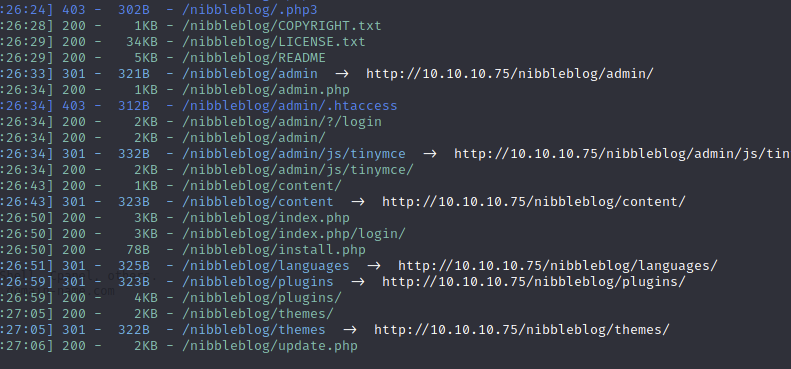 :26:24] 403 -   302B  - /nibbleblog/.php3
:26:28] 200 -     1KB - /nibbleblog/COPYRIGHT.txt
:26:29] 200 -    34KB - /nibbleblog/LICENSE.txt
:26:29] 200 -     5KB - /nibbleblog/README
:26:33] 301 -   321B  - /nibbleblog/admin  →  http://10.10.10.75/nibbleblog/admin/
:26:34] 200 -     1KB - /nibbleblog/admin.php
:26:34] 403 -   312B  - /nibbleblog/admin/.htaccess
:26:34] 200 -     2KB - /nibbleblog/admin/?/login
:26:34] 200 -     2KB - /nibbleblog/admin/
:26:34] 301 -   332B  - /nibbleblog/admin/js/tinymce  →  http://10.10.10.75/nibbleblog/admin/js/tin
:26:34] 200 -     2KB - /nibbleblog/admin/js/tinymce/
:26:43] 200 -     1KB - /nibbleblog/content/
:26:43] 301 -   323B  - /nibbleblog/content  →  http://10.10.10.75/nibbleblog/content/
:26:50] 200 -     3KB - /nibbleblog/index.php
:26:50] 200 -     3KB - /nibbleblog/index.php/login/
:26:50] 200 -    78B  - /nibbleblog/install.php
:26:51] 301 -   325B  - /nibbleblog/languages  →  http://10.10.10.75/nibbleblog/languages/
:26:59] 301 -   323B  - /nibbleblog/plugins  →  http://10.10.10.75/nibbleblog/plugins/
:26:59] 200 -     4KB - /nibbleblog/plugins/
:27:05] 200 -     2KB - /nibbleblog/themes/
:27:05] 301 -   322B  - /nibbleblog/themes  →  http://10.10.10.75/nibbleblog/themes/
:27:06] 200 -     2KB - /nibbleblog/update.php